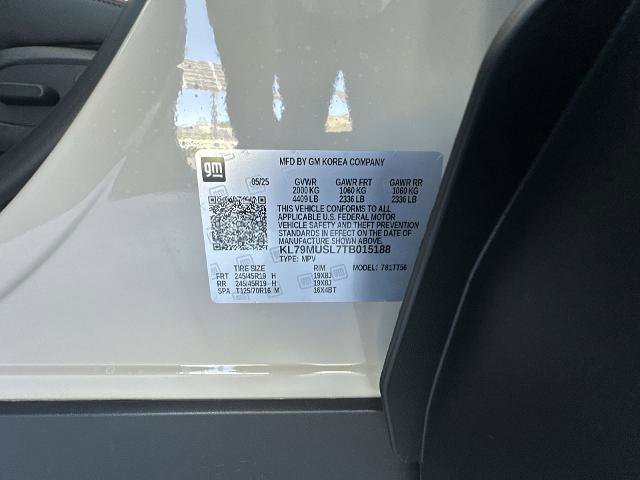 gm
MFD BY GM KOREA COMPANY
05/25 GVWR GAWR FRT GAWR RR
2000 KG 1060 KG 1060 KG
4409 LB 2336 LB 2336 LB
THIS VEHICLE CONFORMS TO ALL
APPLICABLE U.S. FEDERAL MOTOR
VEHICLE SAFETY AND THEFT PREVENTION
STANDARDS IN EFFECT ON THE DATE OF
MANUFACTURE SHOWN ABOVE.
KL79MUSL7TB015188
TYPE: MPV MODEL: 781TT56
TIRE SIZE RIM
FRT 245/45R19 H 19X8J
RR 245/45R19 H 19X8J
SPA T125/70R16 M 16X4BT